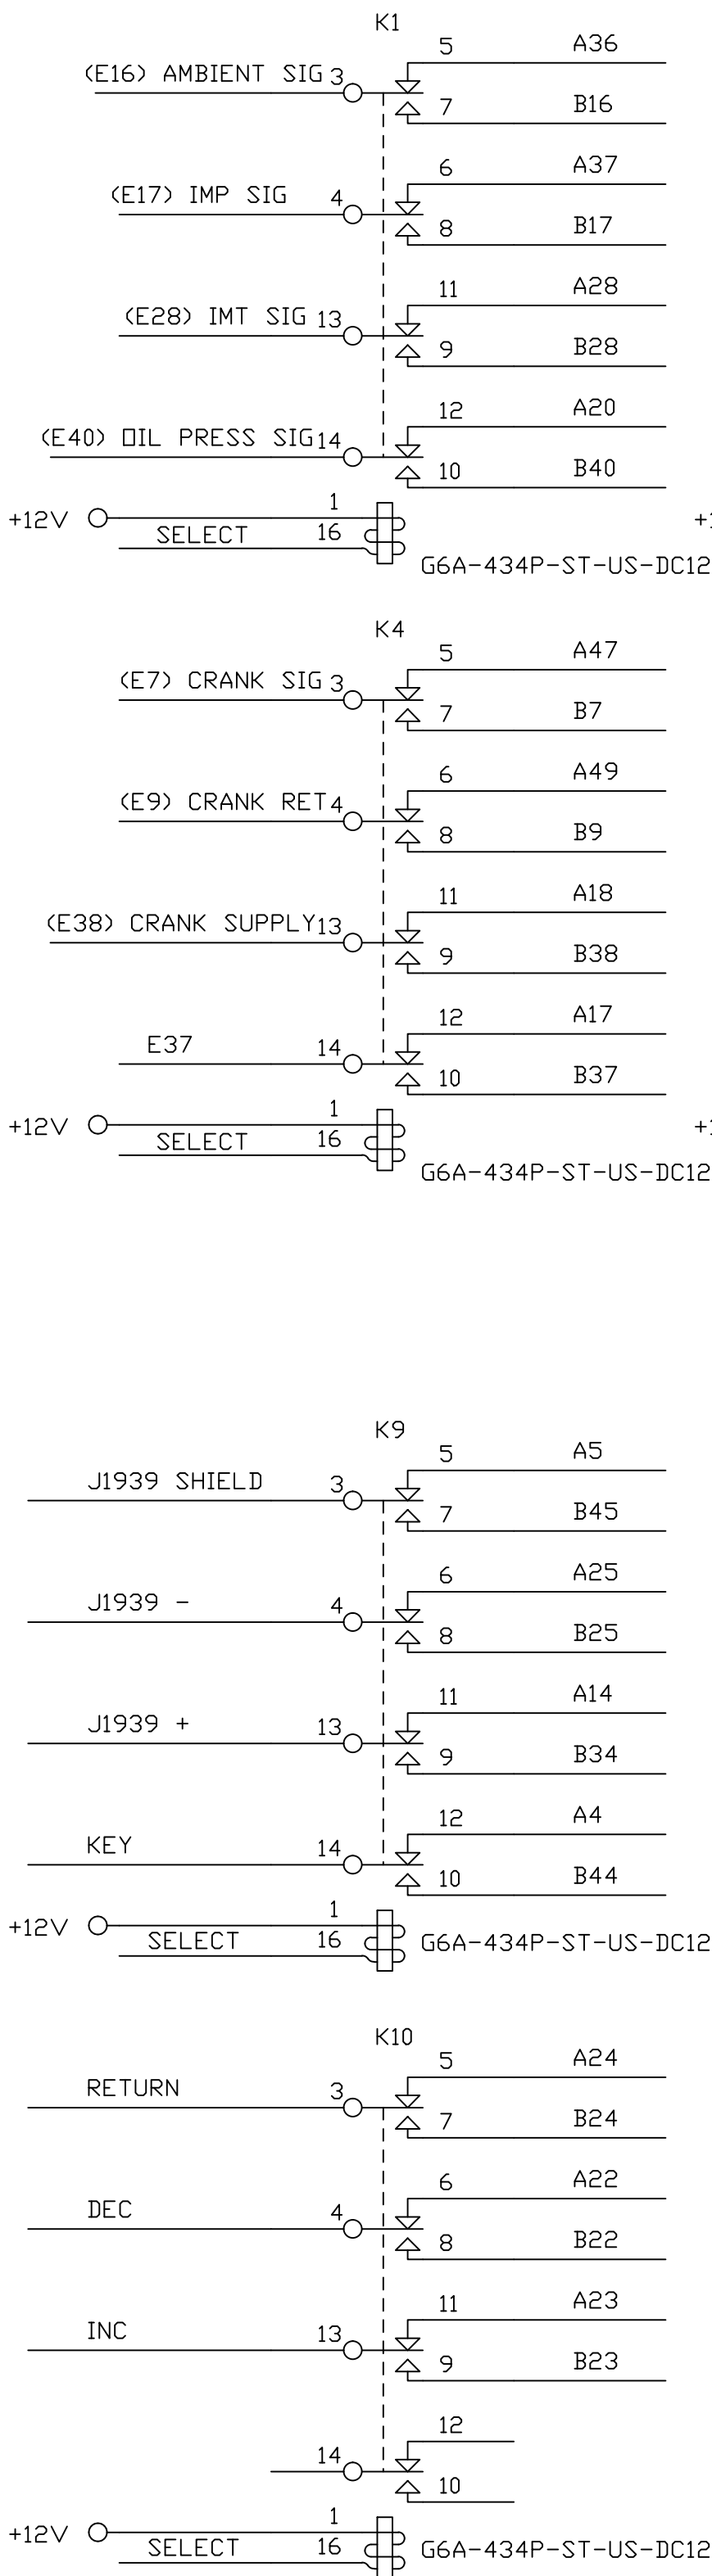 K1
5 A36
(E16) AMBIENT SIG 3
7 B16
6 A37
(E17) IMP SIG 4
8 B17
11 A28
(E28) IMT SIG 13
9 B28
12 A20
(E40) OIL PRESS SIG 14
10 B40
1
+12V
SELECT 16
+1
G6A-434P-ST-US-DC12
K4
5 A47
(E7) CRANK SIG 3
7 B7
6 A49
(E9) CRANK RET 4
8 B9
11 A18
(E38) CRANK SUPPLY 13
9 B38
12 A17
E37 14
10 B37
1
+12V
SELECT 16
+1
G6A-434P-ST-US-DC12
K9
5 A5
J1939 SHIELD 3
7 B45
6 A25
J1939 - 4
8 B25
11 A14
J1939 + 13
9 B34
12 A4
KEY 14
10 B44
1
+12V
SELECT 16
G6A-434P-ST-US-DC12
K10
5 A24
RETURN 3
7 B24
6 A22
DEC 4
8 B22
11 A23
INC 13
9 B23
12
14
10
1
+12V
SELECT 16
G6A-434P-ST-US-DC12